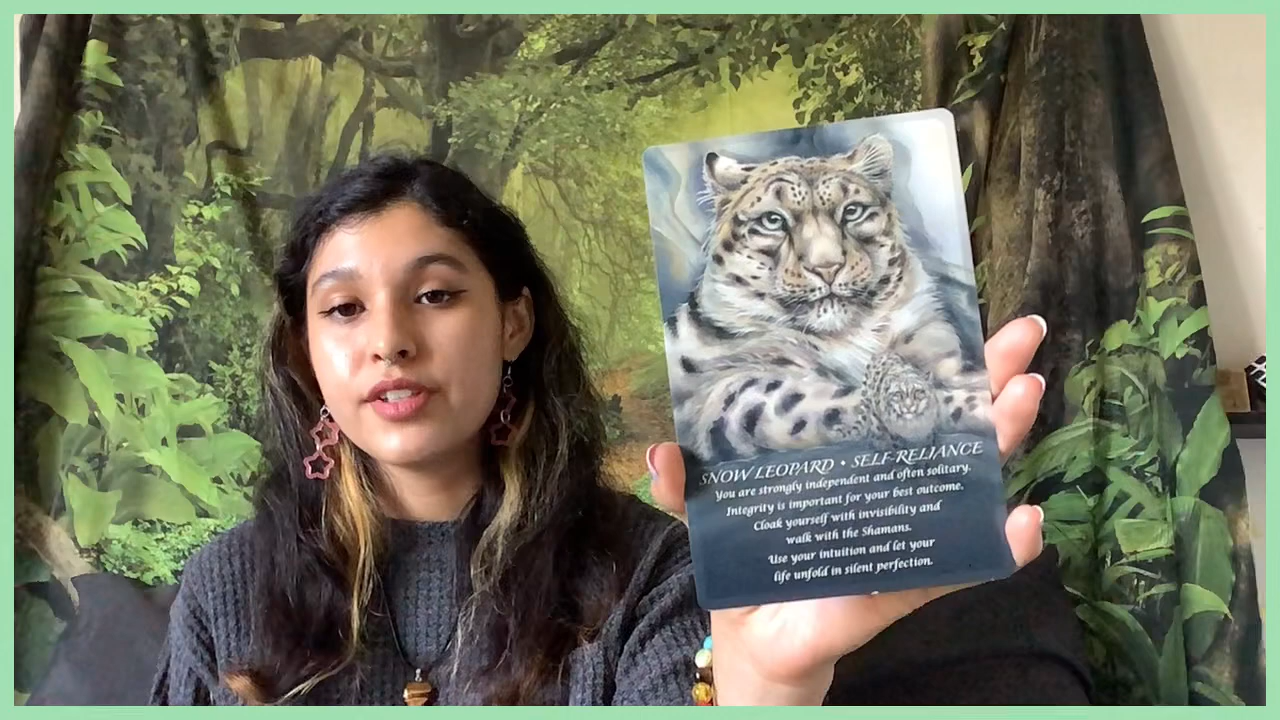 SNOW LEOPARD • SELF-RELIANCE
You are strongly independent and often solitary.
Integrity is important for your best outcome.
Cloak yourself with invisibility and
walk with the Shamans.
Use your intuition and let your
life unfold in silent perfection.